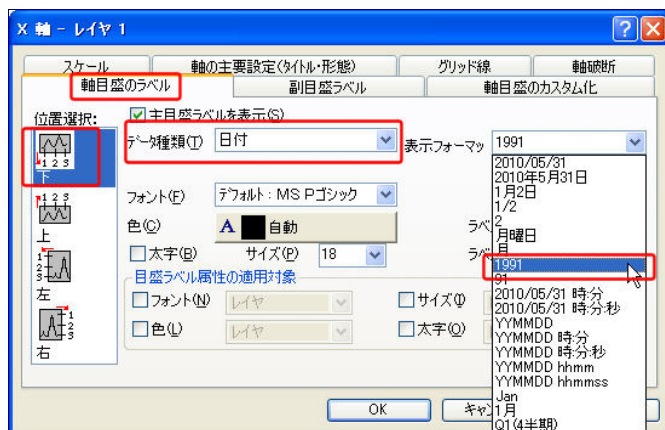 X 軸 - レイヤ 1
スケール
軸の主要設定(タイトル・形態)
グリッド線
軸破断
軸目盛のラベル
副目盛ラベル
軸目盛のカスタム化
位置選択:
主目盛ラベルを表示(S)
データ種類(T)
日付
表示フォーマッ
1991
下
上
左
右
フォント(F)
デフォルト : MS Pゴシック
色(C)
A
自動
太字(B)
サイズ(P)
18
ラベ
ラベ
目盛ラベル属性の適用対象
フォント(N)
レイヤ
サイズ(I)
色(L)
レイヤ
太字(O)
2010/05/31
2010年5月31日
1月2日
1/2
2
月曜日
月
1991
91
2010/05/31 時:分
2010/05/31 時:分:秒
YYMMDD
YYMMDD 時:分
YYMMDD 時:分:秒
YYMMDD hhmm
YYMMDD hhmmss
Jan
1月
Q1(4半期)
OK
キャン